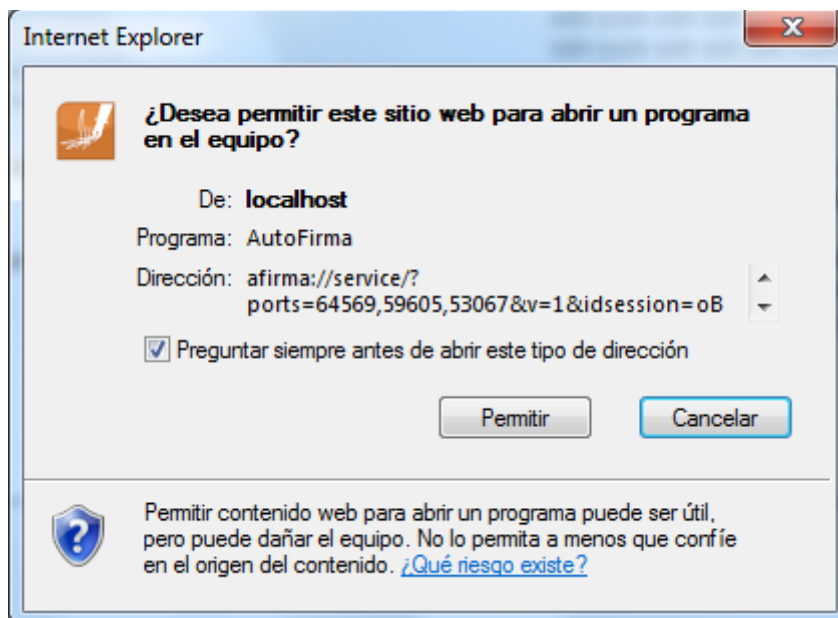 Internet Explorer
¿Desea permitir este sitio web para abrir un programa
en el equipo?
De: localhost
Programa: AutoFirma
Dirección: afirma://service/?
ports=64569,59605,53067&v=1&idsession=oB
Preguntar siempre antes de abrir este tipo de dirección
Permitir
Cancelar
Permitir contenido web para abrir un programa puede ser útil,
pero puede dañar el equipo. No lo permita a menos que confíe
en el origen del contenido. ¿Qué riesgo existe?